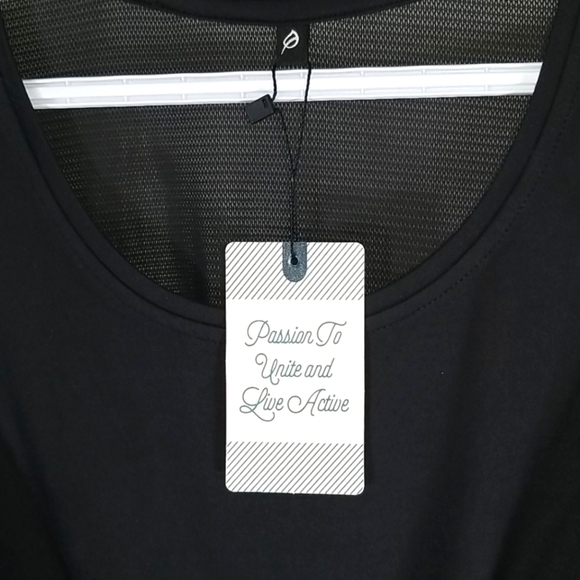 Passion To
Unite and
Live Active